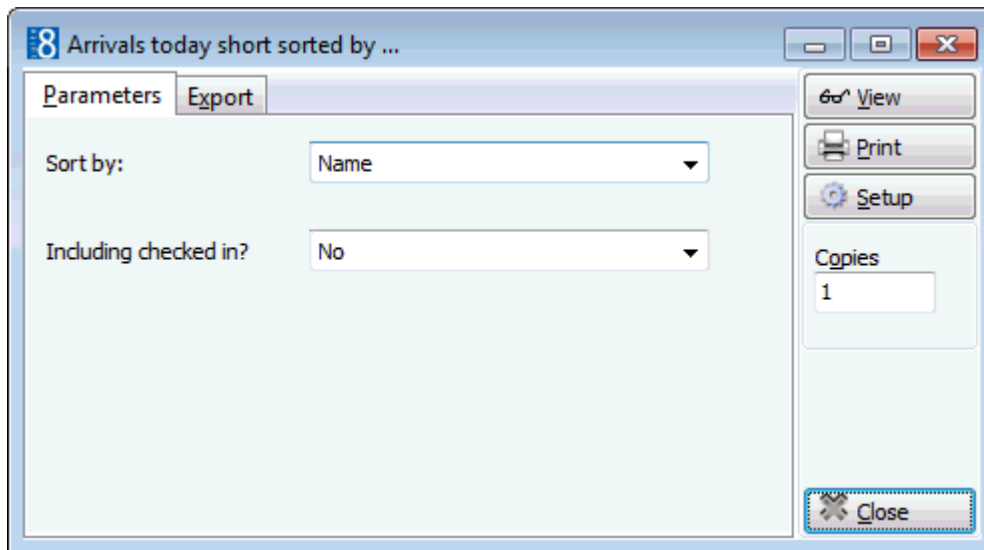 8 Arrivals today short sorted by ...
Parameters Export
View
Print
Sort by: Name
Setup
Including checked in? No
Copies
1
Close